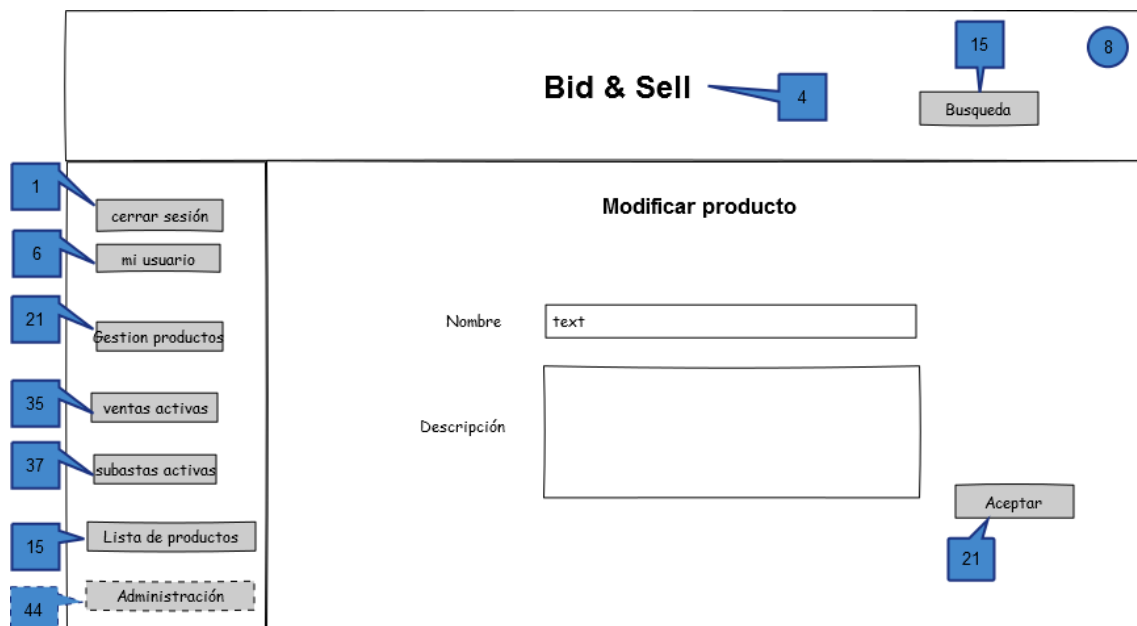 15
8
Bid & Sell
4
Busqueda
1
cerrar sesión
Modificar producto
6
mi usuario
21
Gestion productos
Nombre
text
35
ventas activas
Descripción
37
subastas activas
Aceptar
15
Lista de productos
21
44
Administración